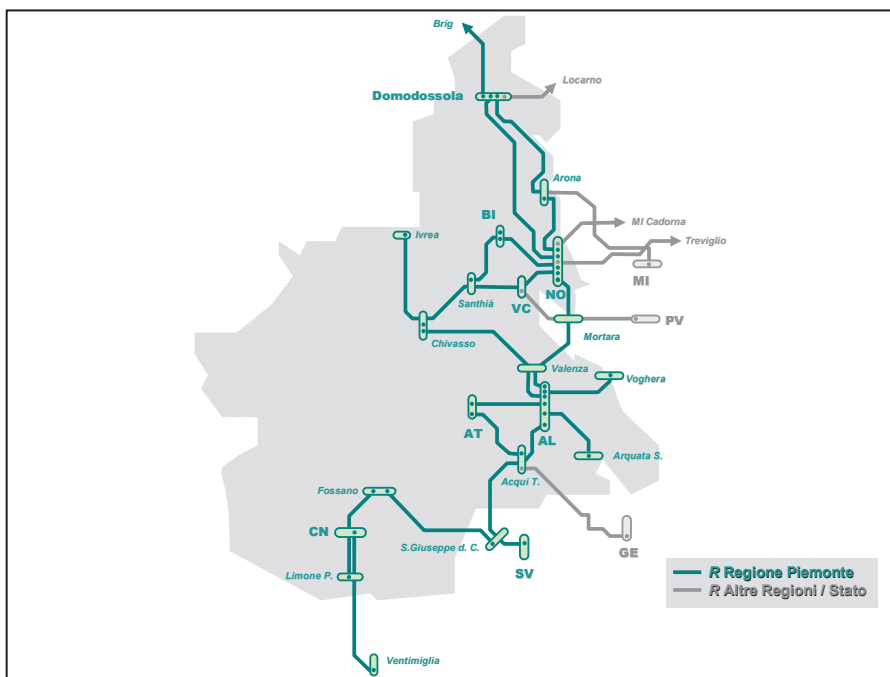 Brig
Locarno
Domodossola
Arona
MI Cadorna
BI
Ivrea
Treviglio
MI
NO
Santhià
VC
PV
Mortara
Chivasso
Valenza
Voghera
AT
AL
Arquata S.
Acqui T.
Fossano
CN
S.Giuseppe d. C.
GE
SV
Limone P.
R Regione Piemonte
R Altre Regioni / Stato
Ventimiglia